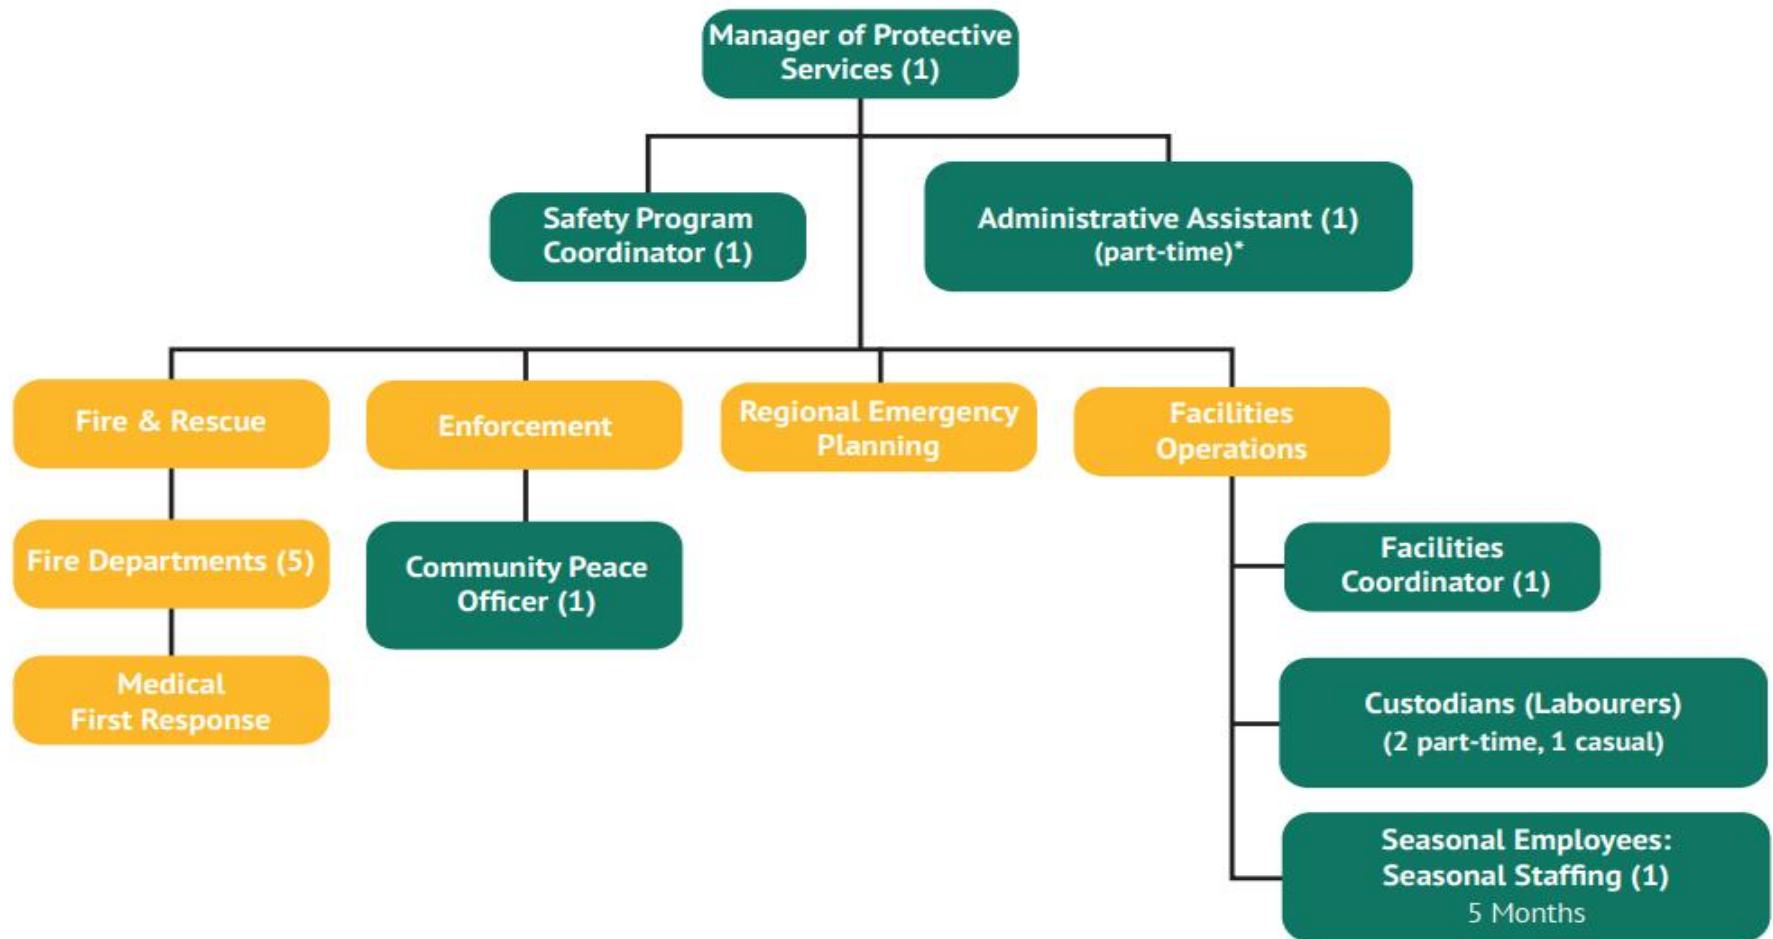 Manager of Protective
Services (1)
Safety Program
Coordinator (1)
Administrative Assistant (1)
(part-time)*
Fire & Rescue
Enforcement
Regional Emergency
Planning
Facilities
Operations
Fire Departments (5)
Community Peace
Officer (1)
Facilities
Coordinator (1)
Medical
First Response
Custodians (Labourers)
(2 part-time, 1 casual)
Seasonal Employees:
Seasonal Staffing (1)
5 Months